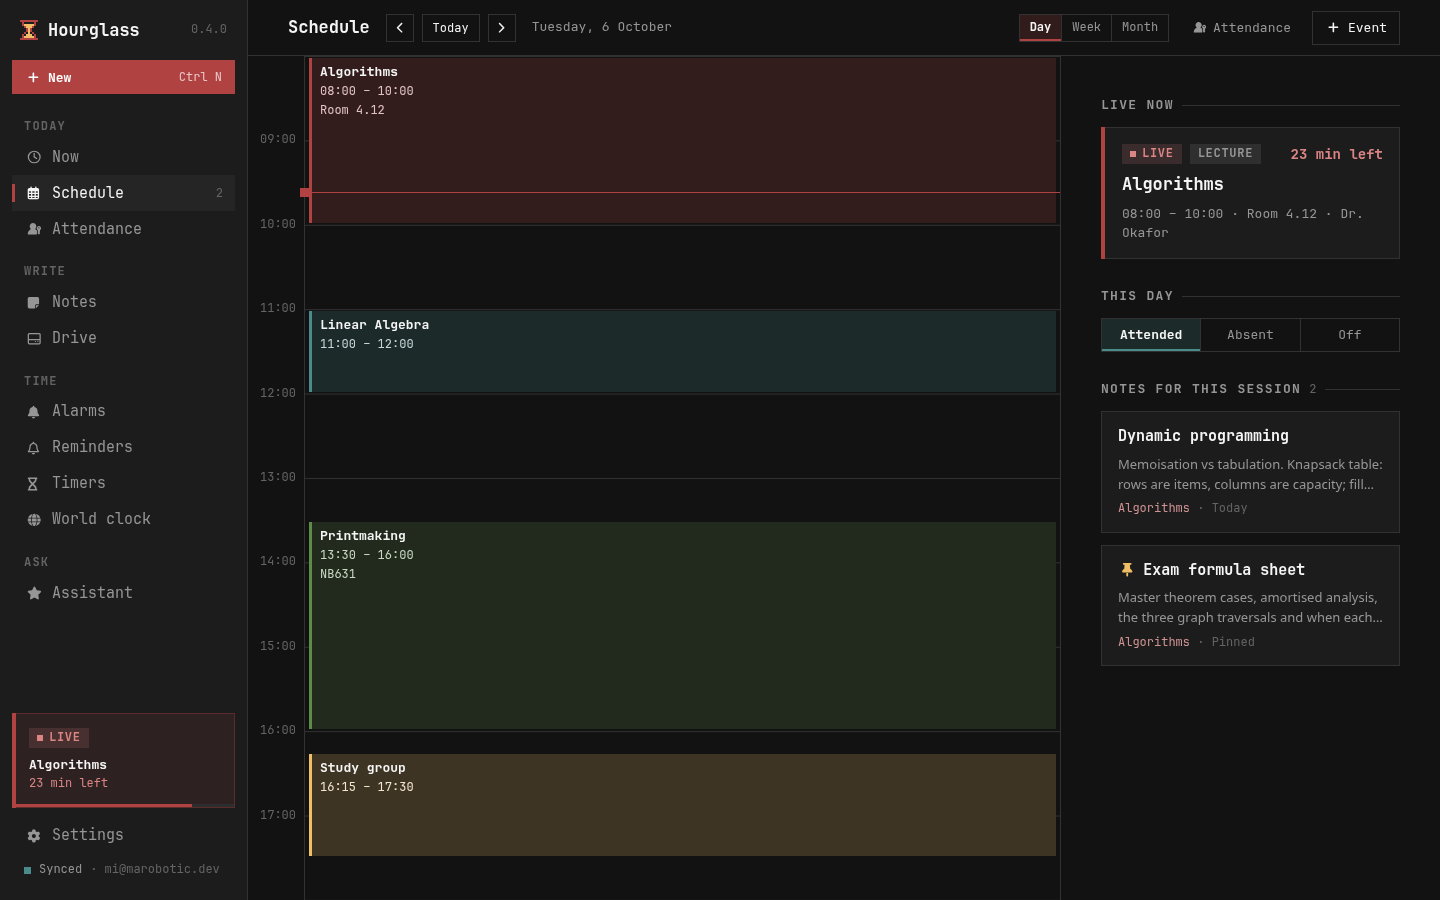 Hourglass 0.4.0
New Ctrl N
TODAY
Now
Schedule 2
Attendance
WRITE
Notes
Drive
TIME
Alarms
Reminders
Timers
World clock
ASK
Assistant
LIVE
Algorithms
23 min left
Settings
Synced · mi@marobotic.dev
Schedule Today Tuesday, 6 October Day Week Month Attendance + Event
Algorithms
08:00 – 10:00
Room 4.12
09:00
10:00
11:00
Linear Algebra
11:00 – 12:00
12:00
13:00
Printmaking
13:30 – 16:00
NB631
14:00
15:00
16:00
Study group
16:15 – 17:30
17:00
LIVE NOW
LIVE LECTURE 23 min left
Algorithms
08:00 – 10:00 · Room 4.12 · Dr.
Okafor
THIS DAY
Attended Absent Off
NOTES FOR THIS SESSION 2
Dynamic programming
Memoisation vs tabulation. Knapsack table:
rows are items, columns are capacity; fill…
Algorithms · Today
Exam formula sheet
Master theorem cases, amortised analysis,
the three graph traversals and when each…
Algorithms · Pinned